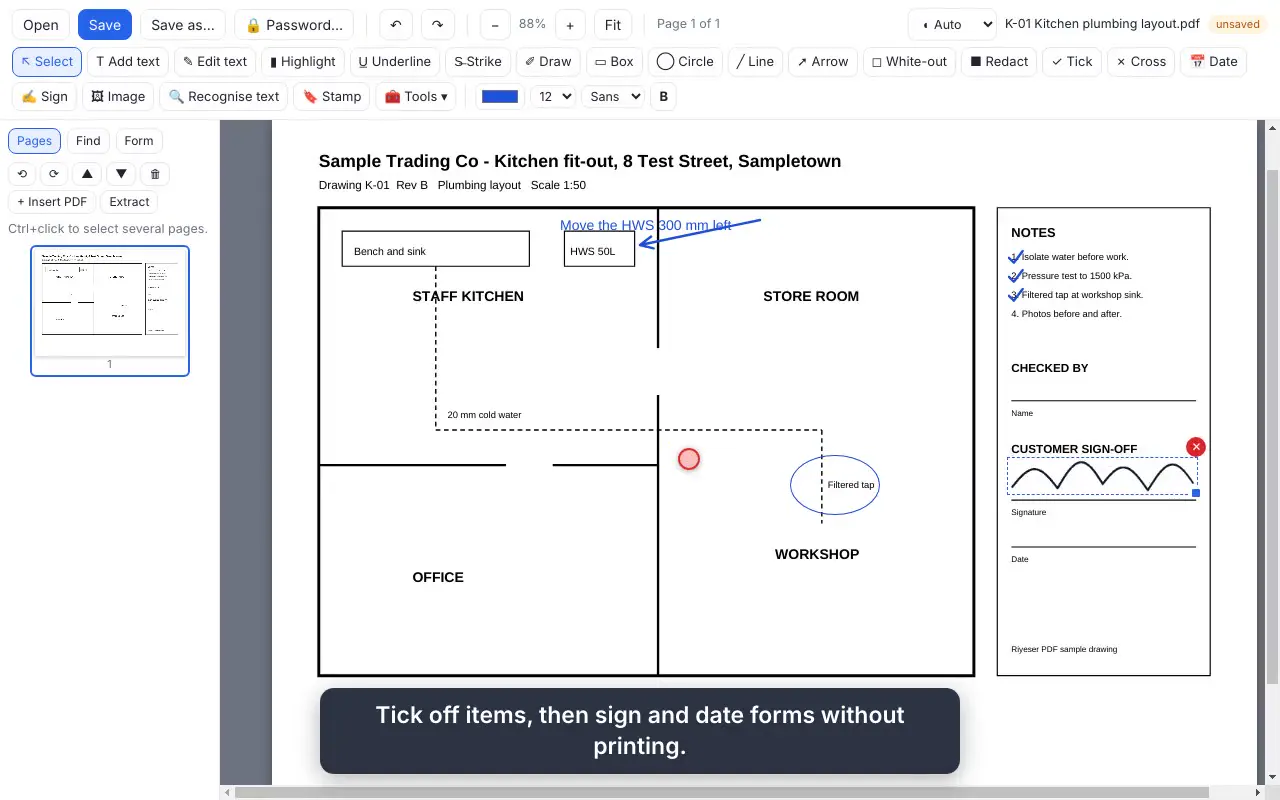 Open Save Save as... 🔒 Password... ↶ ↷ − 88% + Fit Page 1 of 1 Auto K-01 Kitchen plumbing layout.pdf unsaved
Select T Add text ✎ Edit text Highlight U Underline S Strike Draw Box Circle Line Arrow White-out Redact ✓ Tick × Cross Date
Sign Image Recognise text Stamp Tools ▾ 12 Sans B
Pages Find Form
+ Insert PDF Extract
Ctrl+click to select several pages.
1
Sample Trading Co - Kitchen fit-out, 8 Test Street, Sampletown
Drawing K-01 Rev B Plumbing layout Scale 1:50
Move the HWS 300 mm left
Bench and sink
HWS 50L
STAFF KITCHEN
STORE ROOM
20 mm cold water
Filtered tap
WORKSHOP
OFFICE
NOTES
1. Isolate water before work.
2. Pressure test to 1500 kPa.
3. Filtered tap at workshop sink.
4. Photos before and after.
CHECKED BY
Name
CUSTOMER SIGN-OFF
Signature
Date
Riyeser PDF sample drawing
Tick off items, then sign and date forms without
printing.